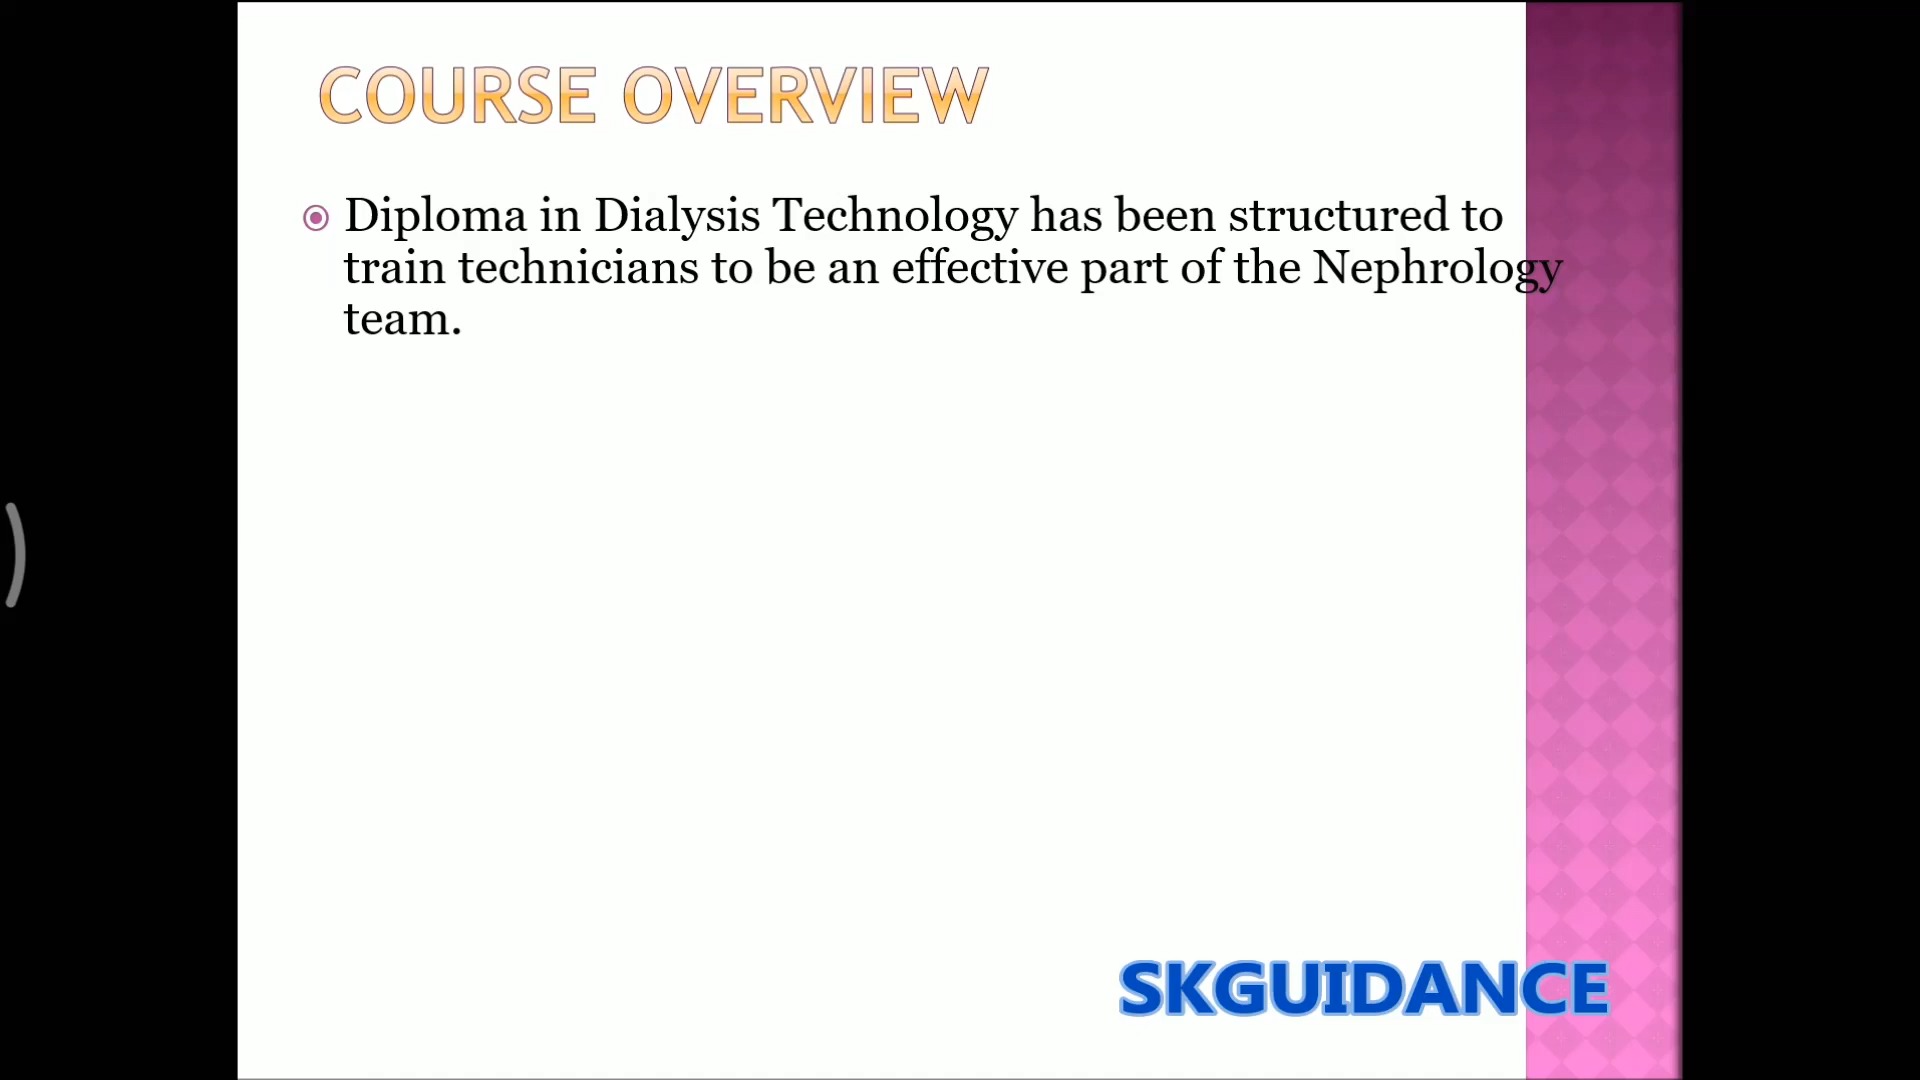 COURSE OVERVIEW
Diploma in Dialysis Technology has been structured to
train technicians to be an effective part of the Nephrology
team.
SKGUIDANCE